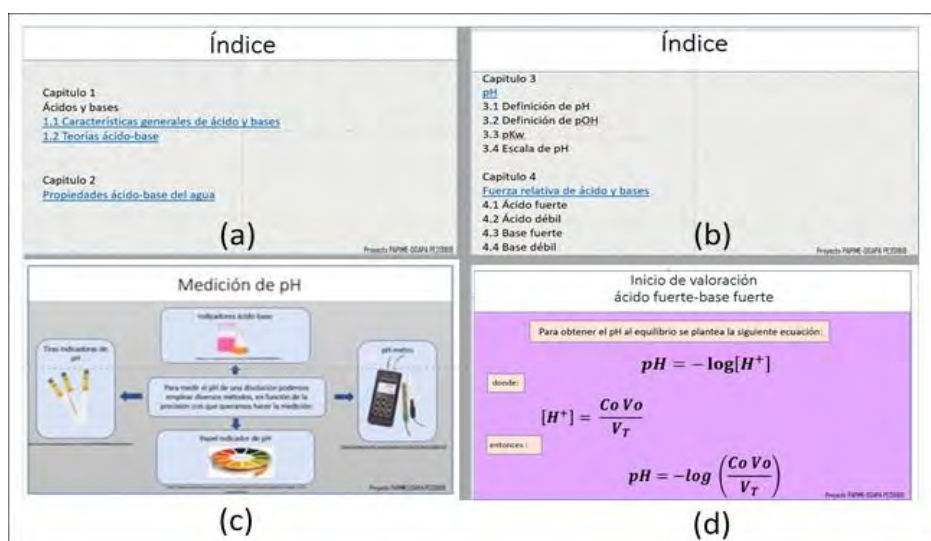 Índice
Capitulo 1
Ácidos y bases
1.1 Características generales de ácido y bases
1.2 Teorías ácido-base
Capitulo 2
Propiedades ácido-base del agua
(a)
Índice
Capitulo 3
pH
3.1 Definición de pH
3.2 Definición de pOH
3.3 pKw
3.4 Escala de pH
Capitulo 4
Fuerza relativa de ácido y bases
4.1 Ácido fuerte
4.2 Ácido débil
4.3 Base fuerte
4.4 Base débil
(b)
Medición de pH
Indicadores ácido base
Tiras indicadoras de
pH
pH-metro
Para medir el pH de una disolución podemos
emplear diversos métodos, en función de la
precisión con que queramos hacer la medición:
Papel indicador de pH
(c)
Inicio de valoración
ácido fuerte-base fuerte
Para obtener el pH al equilibrio se plantea la siguiente ecuación:
pH = − log[H⁺]
donde:
[H⁺] = Co Vo / V_T
entonces :
pH = −log (Co Vo / V_T)
(d)